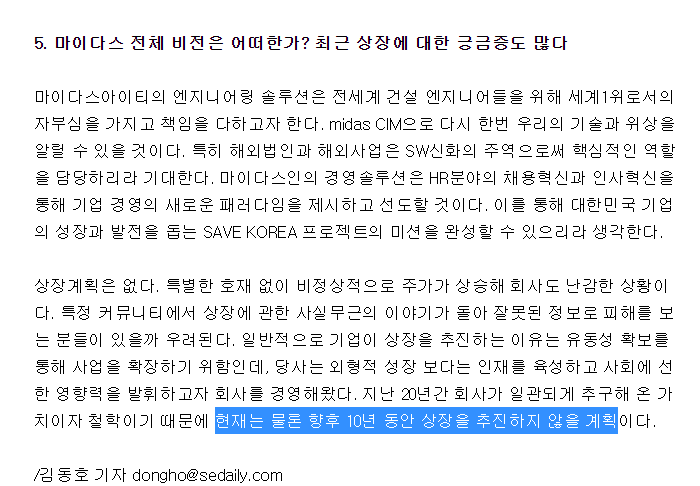 5. 마이다스 전체 비전은 어떠한가? 최근 상장에 대한 궁금증도 많다
마이다스아이티의 엔지니어링 솔루션은 전세계 건설 엔지니어들을 위해 세계1위로서의
자부심을 가지고 책임을 다하고자 한다. midas CIM으로 다시 한번 우리의 기술과 위상을
알릴 수 있을 것이다. 특히 해외법인과 해외사업은 SW신화의 주역으로써 핵심적인 역할
을 담당하리라 기대한다. 마이다스인의 경영솔루션은 HR분야의 채용혁신과 인사혁신을
통해 기업 경영의 새로운 패러다임을 제시하고 선도할 것이다. 이를 통해 대한민국 기업
의 성장과 발전을 돕는 SAVE KOREA 프로젝트의 미션을 완성할 수 있으리라 생각한다.
상장계획은 없다. 특별한 호재 없이 비정상적으로 주가가 상승해 회사도 난감한 상황이
다. 특정 커뮤니티에서 상장에 관한 사실무근의 이야기가 돌아 잘못된 정보로 피해를 보
는 분들이 있을까 우려된다. 일반적으로 기업이 상장을 추진하는 이유는 유동성 확보를
통해 사업을 확장하기 위함인데, 당사는 외형적 성장 보다는 인재를 육성하고 사회에 선
한 영향력을 발휘하고자 회사를 경영해왔다. 지난 20년간 회사가 일관되게 추구해 온 가
치이자 철학이기 때문에 현재는 물론 향후 10년 동안 상장을 추진하지 않을 계획이다.
/김동호 기자 dongho@sedaily.com